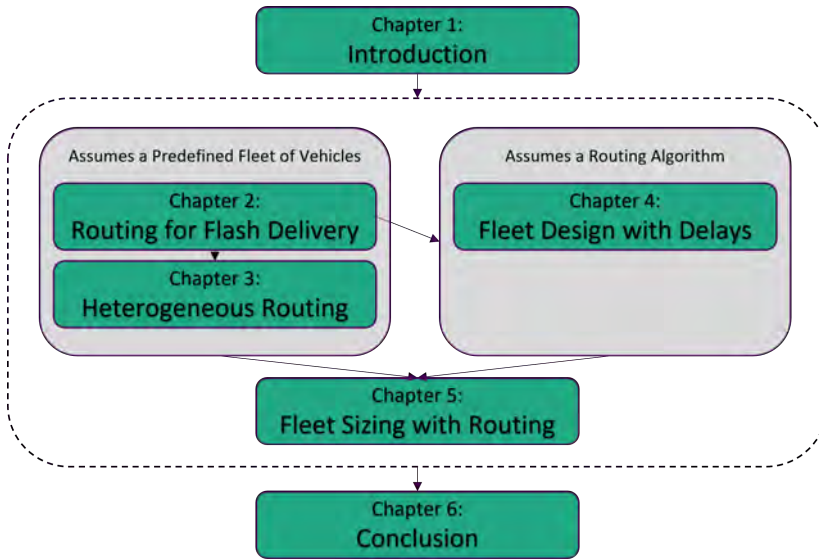 Chapter 1:
Introduction
Assumes a Predefined Fleet of Vehicles
Chapter 2:
Routing for Flash Delivery
Chapter 3:
Heterogeneous Routing
Assumes a Routing Algorithm
Chapter 4:
Fleet Design with Delays
Chapter 5:
Fleet Sizing with Routing
Chapter 6:
Conclusion